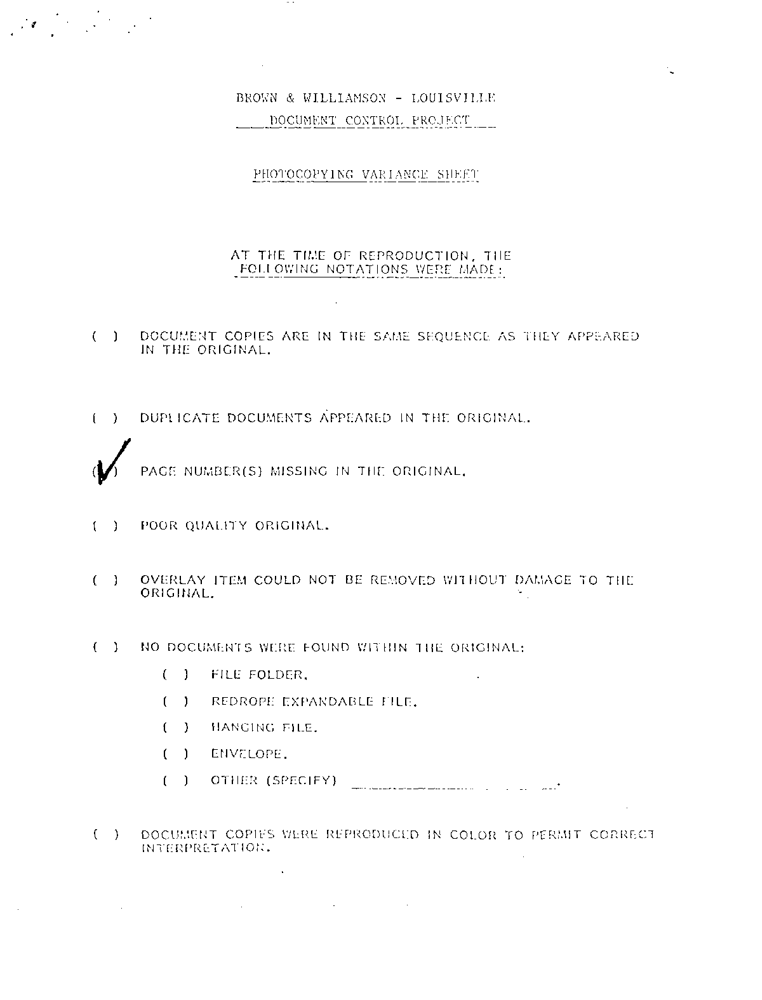 BROWN & WILLIAMSON - LOUISVILLE
DOCUMENT CONTROL PROJECT
PHOTOCOPYING VARIANCE SHEET
AT THE TIME OF REPRODUCTION, THE
FOLLOWING NOTATIONS WERE MADE:
( ) DOCUMENT COPIES ARE IN THE SAME SEQUENCE AS THEY APPEARED
IN THE ORIGINAL.
( ) DUPLICATE DOCUMENTS APPEARED IN THE ORIGINAL.
(✓) PAGE NUMBER(S) MISSING IN THE ORIGINAL.
( ) POOR QUALITY ORIGINAL.
( ) OVERLAY ITEM COULD NOT BE REMOVED WITHOUT DAMAGE TO THE
ORIGINAL.
( ) NO DOCUMENTS WERE FOUND WITHIN THE ORIGINAL:
( ) FILE FOLDER.
( ) REDROPE EXPANDABLE FILE.
( ) HANGING FILE.
( ) ENVELOPE.
( ) OTHER (SPECIFY) ____________________.
( ) DOCUMENT COPIES WERE REPRODUCED IN COLOR TO PERMIT CORRECT
INTERPRETATION.